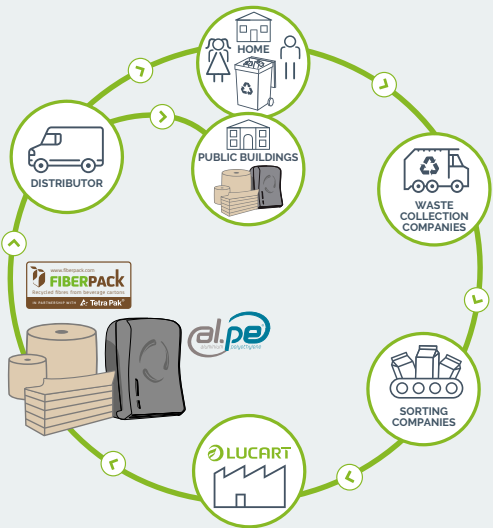 HOME
PUBLIC BUILDINGS
DISTRIBUTOR
WASTE
COLLECTION
COMPANIES
www.fiberpack.com
FIBERPACK
Recycled fibres from beverage cartons
IN PARTNERSHIP WITH Tetra Pak®
al.pe
aluminium polyethylene
SORTING
COMPANIES
LUCART